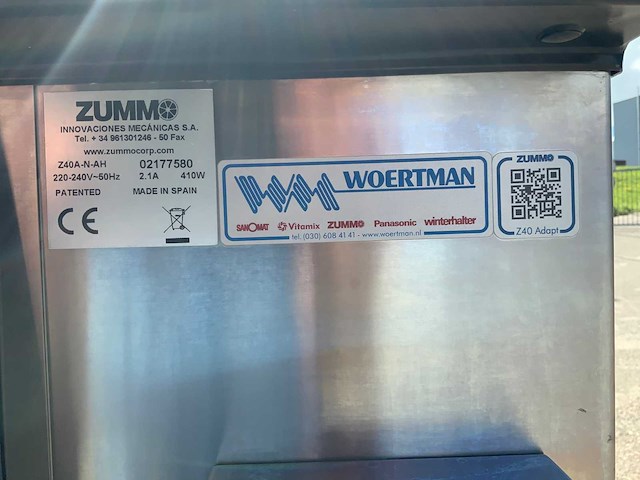 ZUMMO
INNOVACIONES MECÁNICAS S.A.
Tel. + 34 961301246 - 50 Fax
www.zummocorp.com
Z40A-N-AH 02177580
220-240V~50Hz 2.1A 410W
PATENTED MADE IN SPAIN
CE
WOERTMAN
SANOMAT Vitamix ZUMMO Panasonic winterhalter
tel. (030) 608 41 41 - www.woertman.nl
ZUMMO
Z40 Adapt